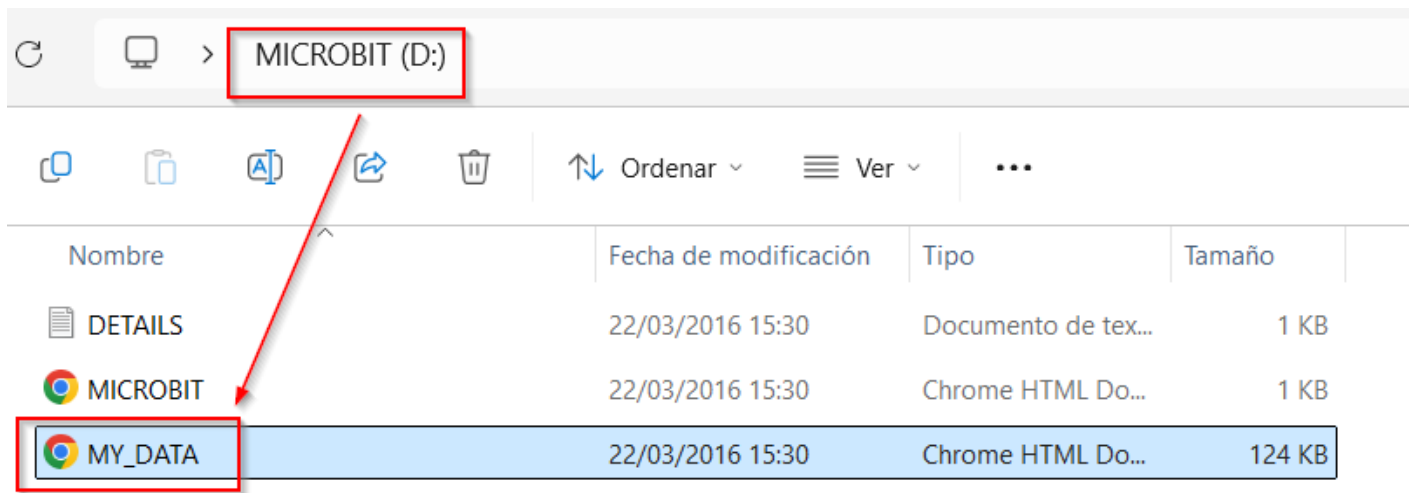 MICROBIT (D:)
Ordenar Ver
Nombre Fecha de modificación Tipo Tamaño
DETAILS 22/03/2016 15:30 Documento de tex... 1 KB
MICROBIT 22/03/2016 15:30 Chrome HTML Do... 1 KB
MY_DATA 22/03/2016 15:30 Chrome HTML Do... 124 KB